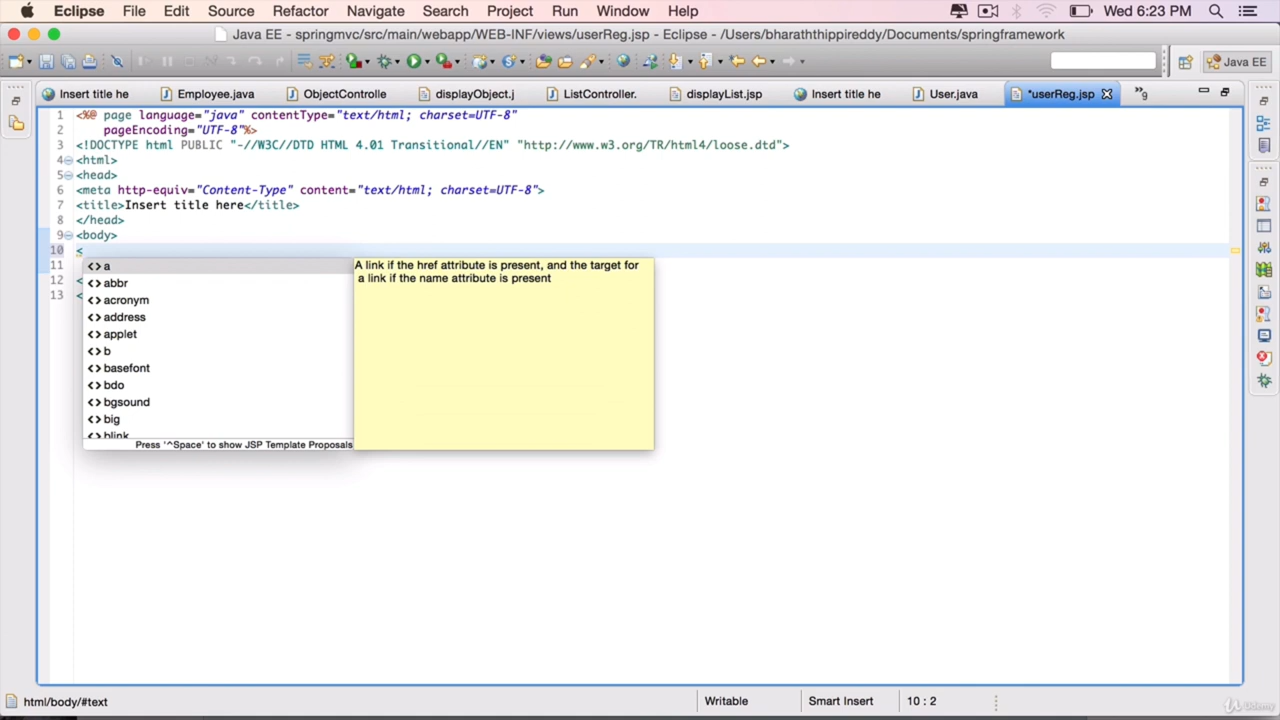 Eclipse File Edit Source Refactor Navigate Search Project Run Window Help Wed 6:23 PM
Java EE - springmvc/src/main/webapp/WEB-INF/views/userReg.jsp - Eclipse - /Users/bharaththippireddy/Documents/springframework
Java EE
Insert title he Employee.java ObjectControlle displayObject.j ListController. displayList.jsp Insert title he User.java *userReg.jsp »9
1 <%@ page language="java" contentType="text/html; charset=UTF-8"
2 pageEncoding="UTF-8"%>
3 <!DOCTYPE html PUBLIC "-//W3C//DTD HTML 4.01 Transitional//EN" "http://www.w3.org/TR/html4/loose.dtd">
4 <html>
5 <head>
6 <meta http-equiv="Content-Type" content="text/html; charset=UTF-8">
7 <title>Insert title here</title>
8 </head>
9 <body>
10 <
11
12 <
13 <
<> a
<> abbr
<> acronym
<> address
<> applet
<> b
<> basefont
<> bdo
<> bgsound
<> big
<> blink
Press '^Space' to show JSP Template Proposals
A link if the href attribute is present, and the target for
a link if the name attribute is present
html/body/#text Writable Smart Insert 10 : 2
Udemy